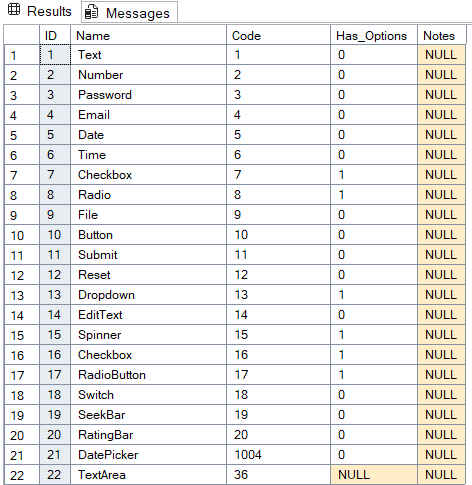 Results Messages
ID Name Code Has_Options Notes
1 1 Text 1 0 NULL
2 2 Number 2 0 NULL
3 3 Password 3 0 NULL
4 4 Email 4 0 NULL
5 5 Date 5 0 NULL
6 6 Time 6 0 NULL
7 7 Checkbox 7 1 NULL
8 8 Radio 8 1 NULL
9 9 File 9 0 NULL
10 10 Button 10 0 NULL
11 11 Submit 11 0 NULL
12 12 Reset 12 0 NULL
13 13 Dropdown 13 1 NULL
14 14 EditText 14 0 NULL
15 15 Spinner 15 1 NULL
16 16 Checkbox 16 1 NULL
17 17 RadioButton 17 1 NULL
18 18 Switch 18 0 NULL
19 19 SeekBar 19 0 NULL
20 20 RatingBar 20 0 NULL
21 21 DatePicker 1004 0 NULL
22 22 TextArea 36 NULL NULL